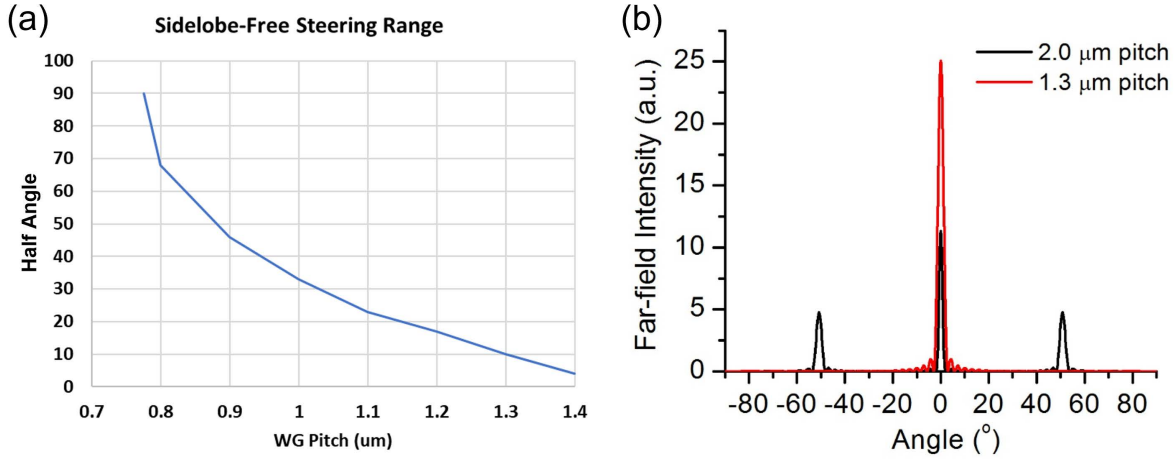 (a)
Sidelobe-Free Steering Range
100
90
80
70
60
50
40
30
20
10
0
Half Angle
0.7 0.8 0.9 1 1.1 1.2 1.3 1.4
WG Pitch (um)
(b)
2.0 μm pitch
1.3 μm pitch
25
20
15
10
5
0
Far-field Intensity (a.u.)
-80 -60 -40 -20 0 20 40 60 80
Angle (°)